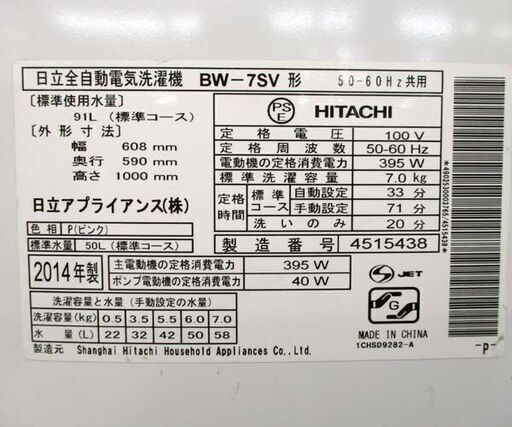 日立全自動電気洗濯機 BW-7SV 形 50-60Hz共用
〔標準使用水量〕
91L (標準コース)
〔外形寸法〕
幅 608 mm
奥行 590 mm
高さ 1000 mm
日立アプライアンス(株)
色相 P(ピンク)
標準水量 50L (標準コース)
PSE HITACHI
定格電圧 100 V
定格周波数 50-60 Hz
電動機の定格消費電力 395 W
標準洗濯容量 7.0 kg
定格時間 標準コース 自動設定 33 分
手動設定 71 分
洗いのみ 20 分
製造番号 4515438
2014年製
主電動機の定格消費電力 395 W
ポンプ電動機の定格消費電力 40 W
洗濯容量と水量 (手動設定の水量)
洗濯容量(kg) 0.5 3.5 5.5 6.0 7.0
水量 (L) 22 32 42 50 58
製造元 Shanghai Hitachi Household Appliances Co.,Ltd.
S JET
G
MADE IN CHINA
1CHSD9282-A
-P-